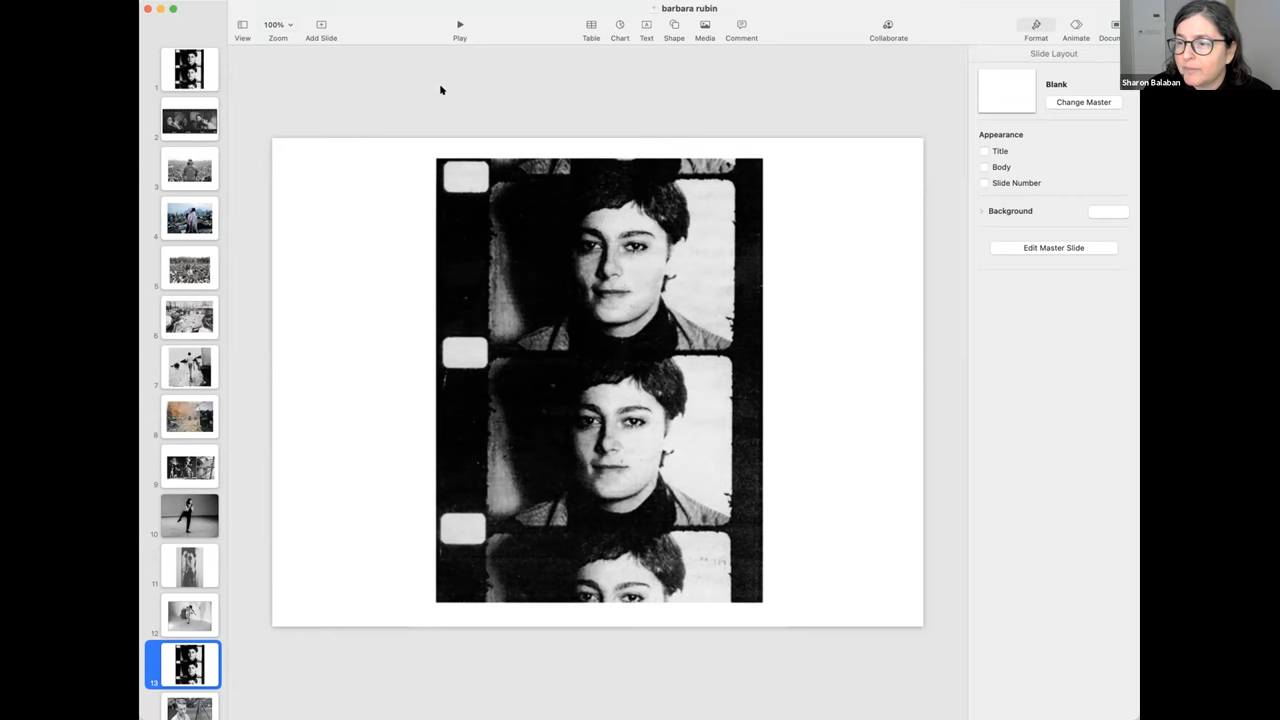 barbara rubin
View
100%
Zoom
Add Slide
Play
Table
Chart
Text
Shape
Media
Comment
Collaborate
Format
Animate
Docum
Sharon Balaban
Slide Layout
Blank
Change Master
Appearance
Title
Body
Slide Number
Background
Edit Master Slide
1
2
3
4
5
6
7
8
9
10
11
12
13